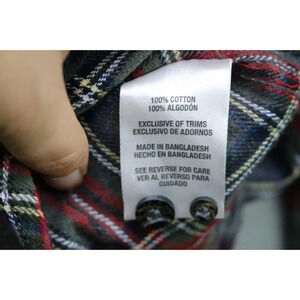 100% COTTON
100% ALGODÓN
EXCLUSIVE OF TRIMS
EXCLUSIVO DE ADORNOS
MADE IN BANGLADESH
HECHO EN BANGLADESH
SEE REVERSE FOR CARE
VER AL REVERSO PARA
CUIDADO